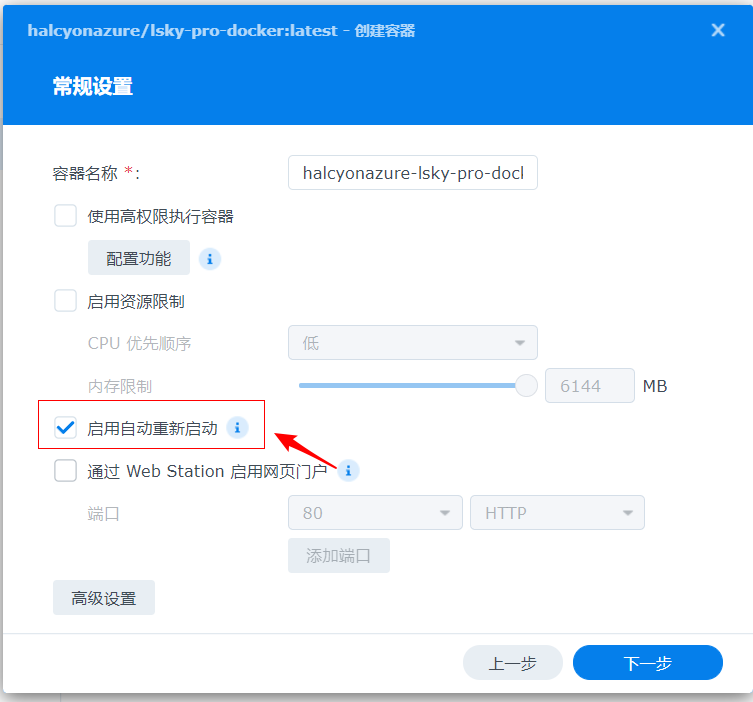 halcyonazure/lsky-pro-docker:latest - 创建容器
常规设置
容器名称 *: halcyonazure-lsky-pro-docl
使用高权限执行容器
配置功能
启用资源限制
CPU 优先顺序 低
内存限制 6144 MB
启用自动重新启动
通过 Web Station 启用网页门户
端口 80 HTTP
添加端口
高级设置
上一步 下一步